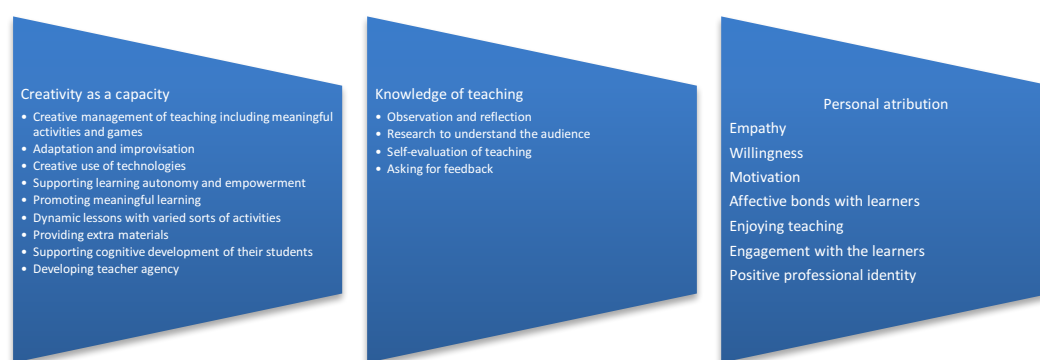 Creativity as a capacity
• Creative management of teaching including meaningful
activities and games
• Adaptation and improvisation
• Creative use of technologies
• Supporting learning autonomy and empowerment
• Promoting meaningful learning
• Dynamic lessons with varied sorts of activities
• Providing extra materials
• Supporting cognitive development of their students
• Developing teacher agency
Knowledge of teaching
• Observation and reflection
• Research to understand the audience
• Self-evaluation of teaching
• Asking for feedback
Personal atribution
Empathy
Willingness
Motivation
Affective bonds with learners
Enjoying teaching
Engagement with the learners
Positive professional identity